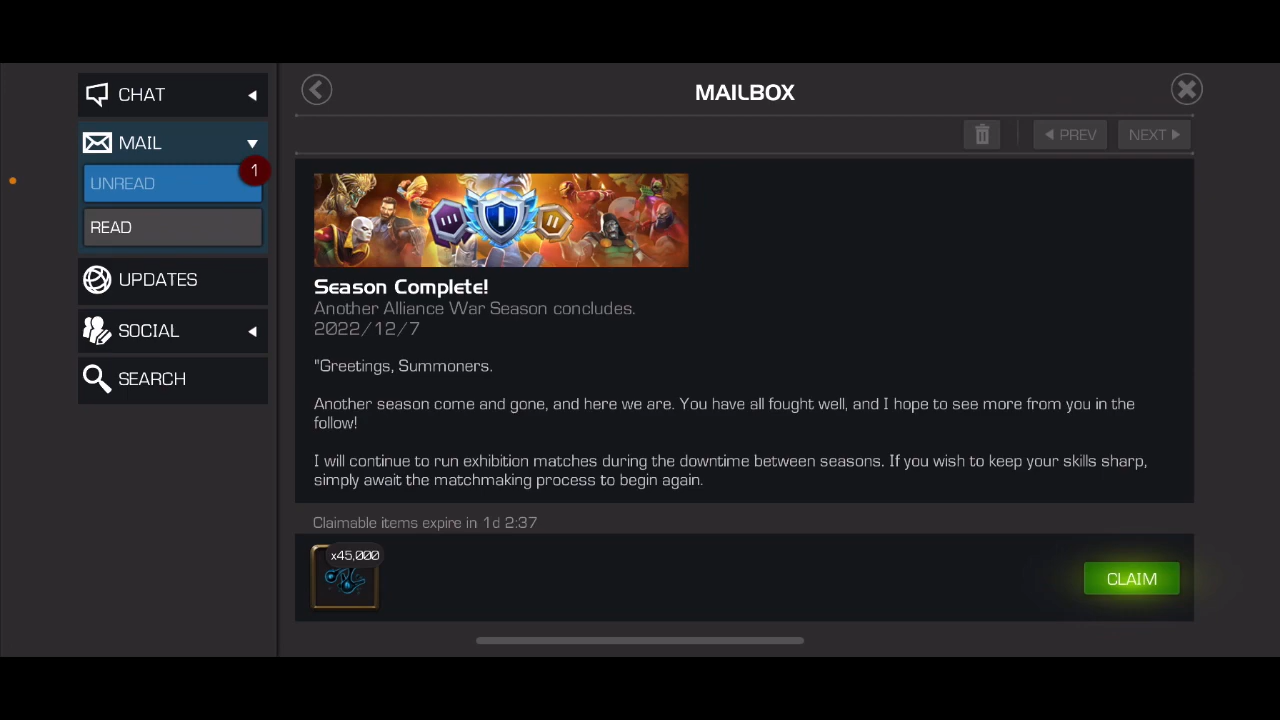 CHAT
MAIL
1
UNREAD
READ
UPDATES
SOCIAL
SEARCH
MAILBOX
PREV
NEXT
III
I
II
Season Complete!
Another Alliance War Season concludes.
2022/12/7
"Greetings, Summoners.
Another season come and gone, and here we are. You have all fought well, and I hope to see more from you in the
follow!
I will continue to run exhibition matches during the downtime between seasons. If you wish to keep your skills sharp,
simply await the matchmaking process to begin again.
Claimable items expire in 1d 2:37
x45,000
CLAIM